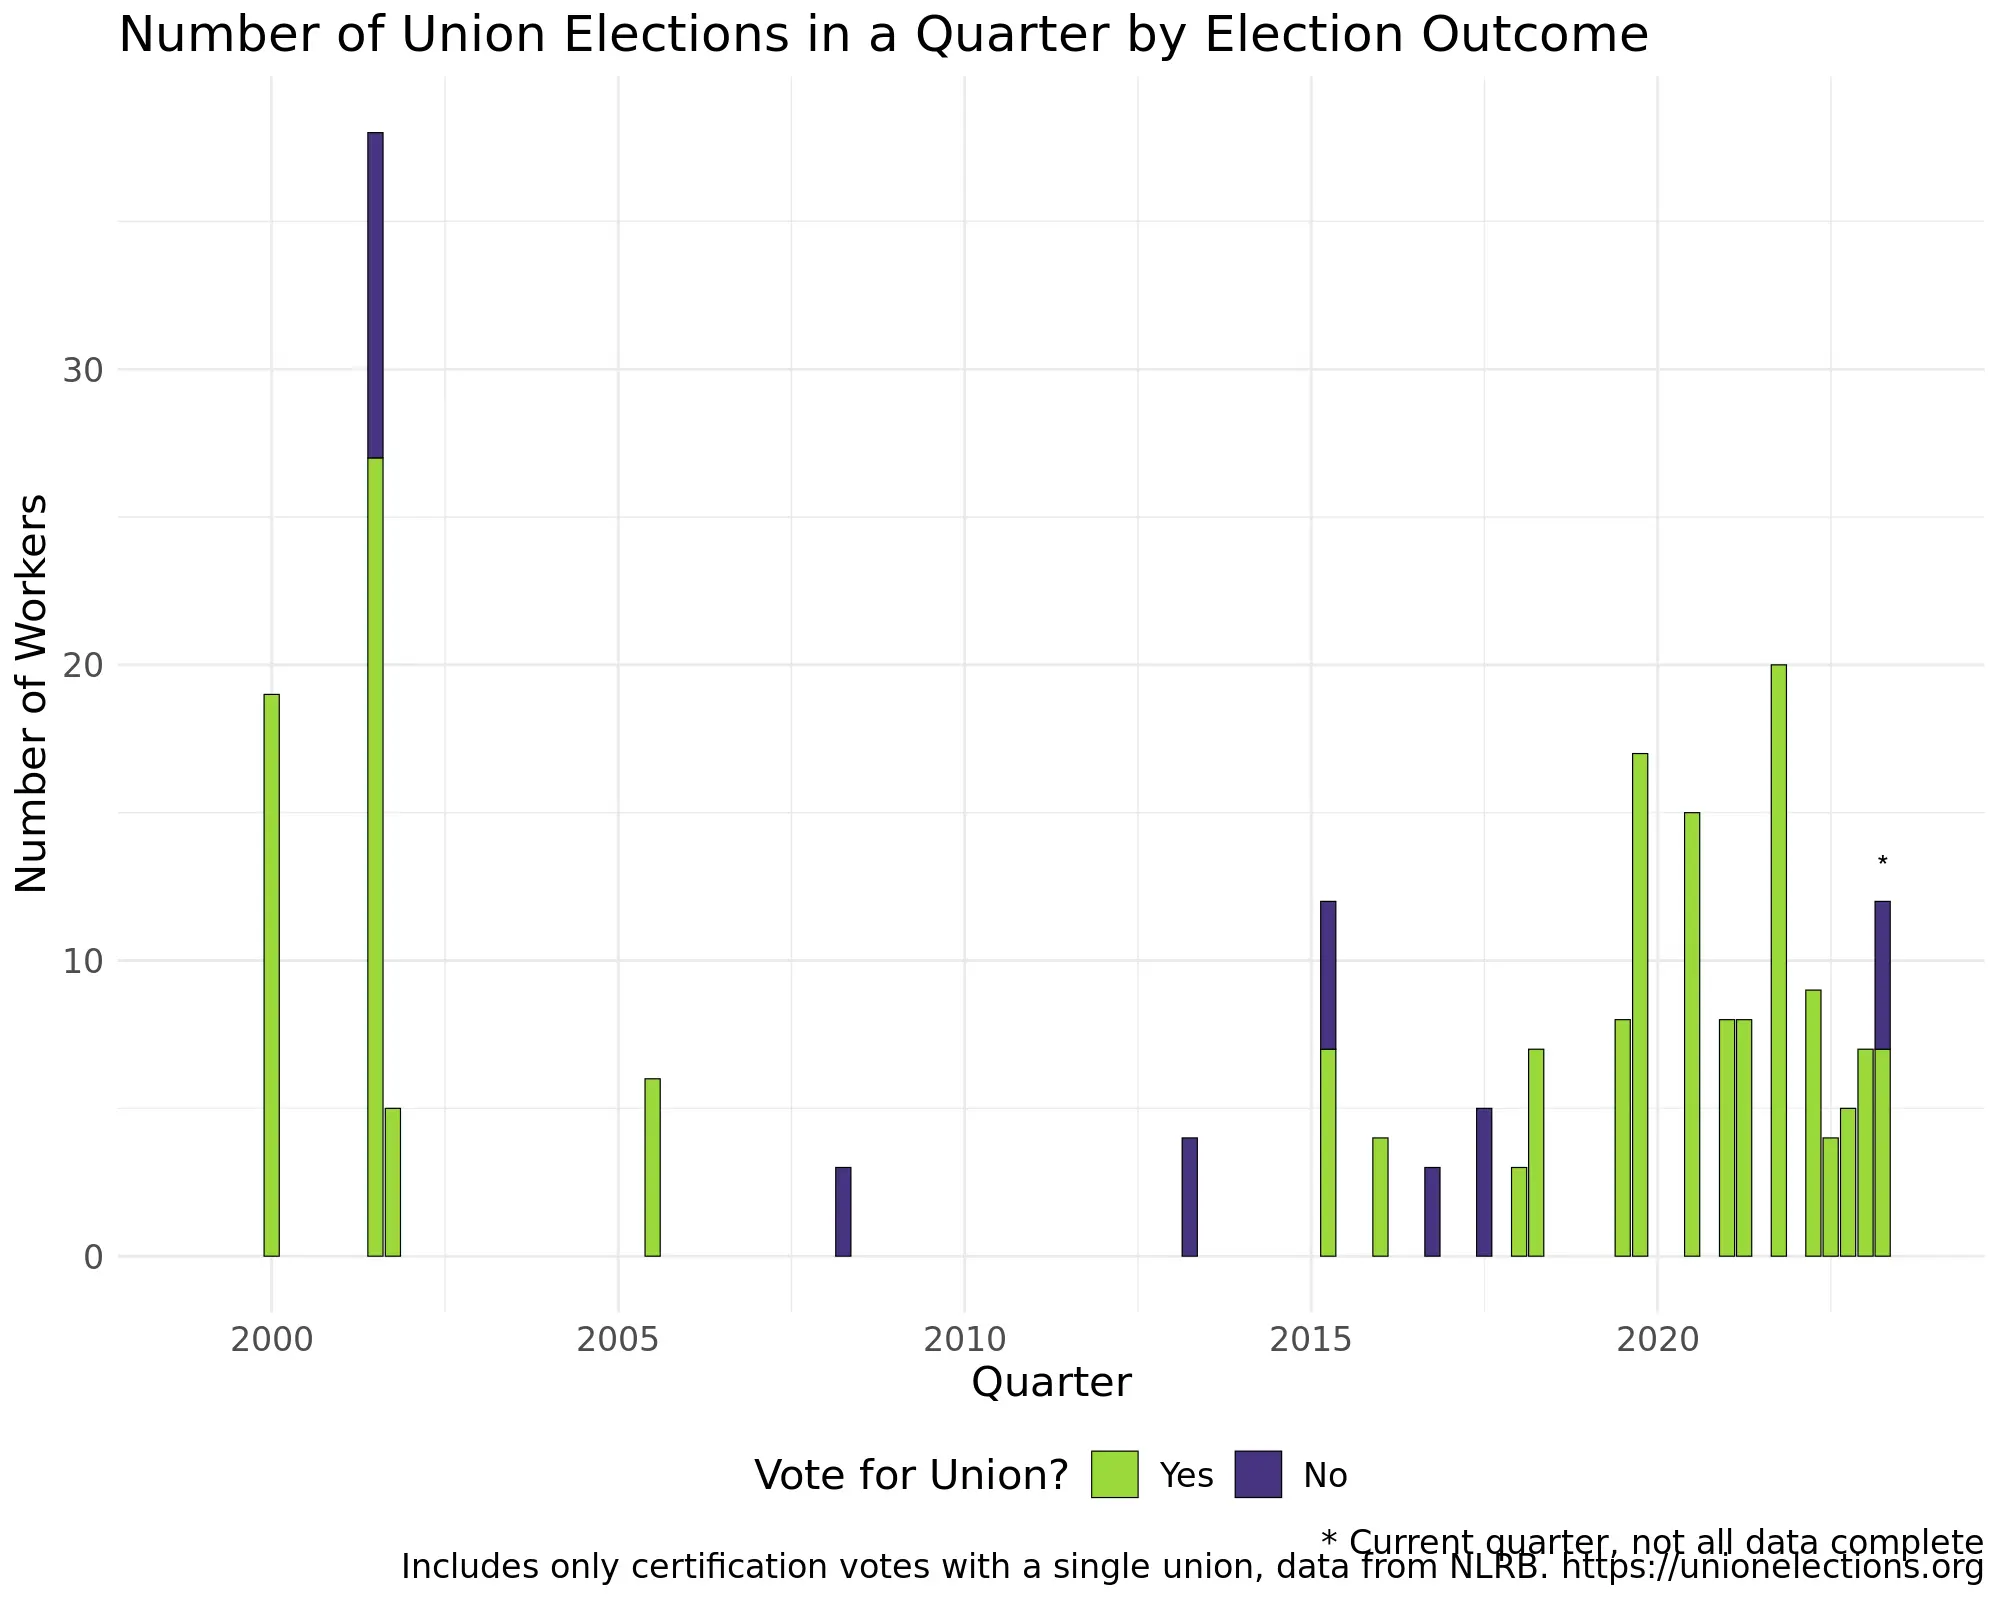 Number of Union Elections in a Quarter by Election Outcome
Number of Workers
30
20
10
0
*
2000 2005 2010 2015 2020
Quarter
Vote for Union? Yes No
* Current quarter, not all data complete
Includes only certification votes with a single union, data from NLRB. https://unionelections.org